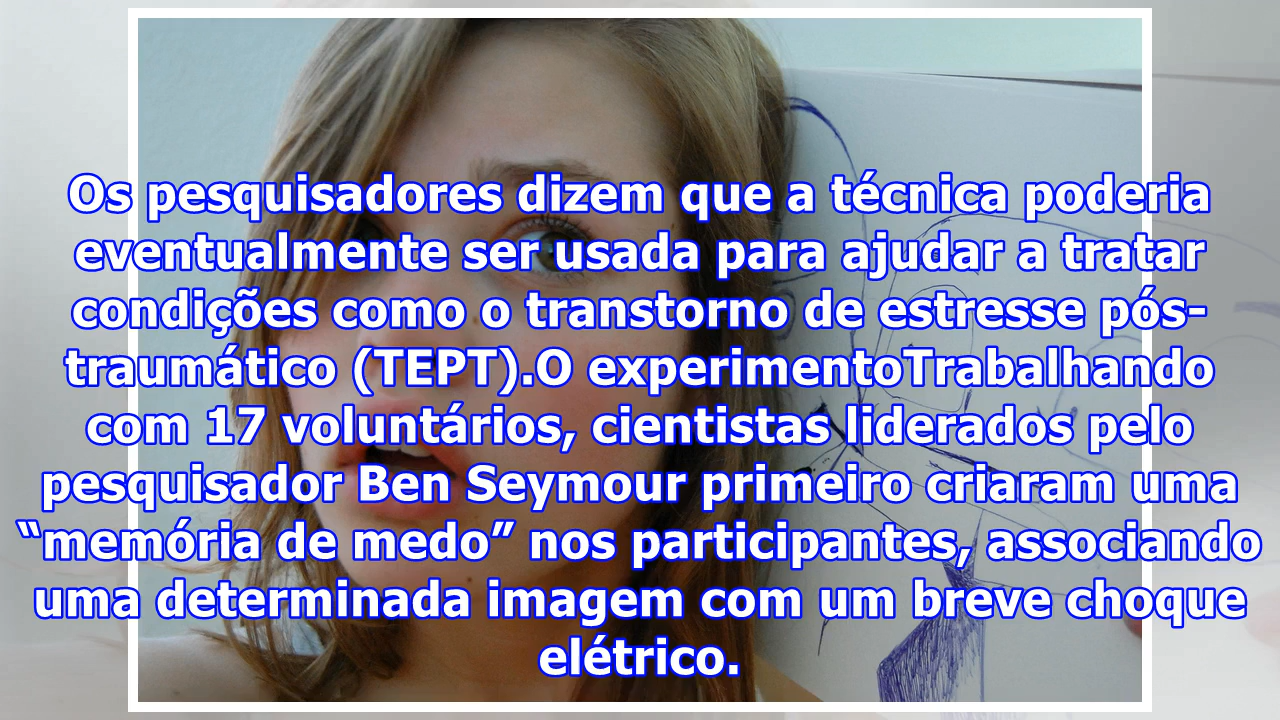 Os pesquisadores dizem que a técnica poderia
eventualmente ser usada para ajudar a tratar
condições como o transtorno de estresse pós-
traumático (TEPT).O experimentoTrabalhando
com 17 voluntários, cientistas liderados pelo
pesquisador Ben Seymour primeiro criaram uma
“memória de medo” nos participantes, associando
uma determinada imagem com um breve choque
elétrico.